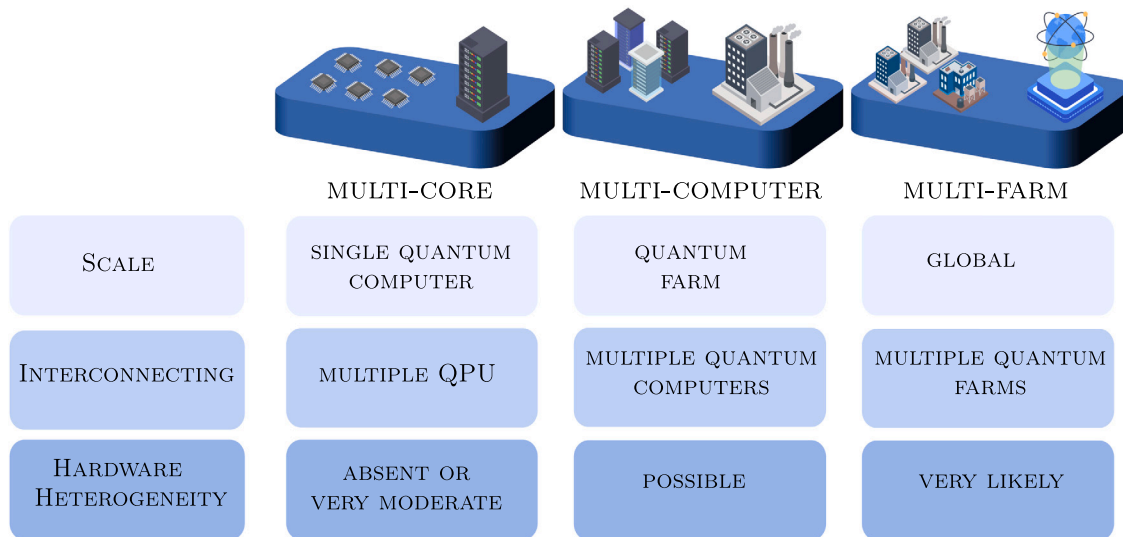 MULTI-CORE MULTI-COMPUTER MULTI-FARM
SCALE
SINGLE QUANTUM
COMPUTER
QUANTUM
FARM
GLOBAL
INTERCONNECTING
MULTIPLE QPU
MULTIPLE QUANTUM
COMPUTERS
MULTIPLE QUANTUM
FARMS
HARDWARE
HETEROGENEITY
ABSENT OR
VERY MODERATE
POSSIBLE
VERY LIKELY